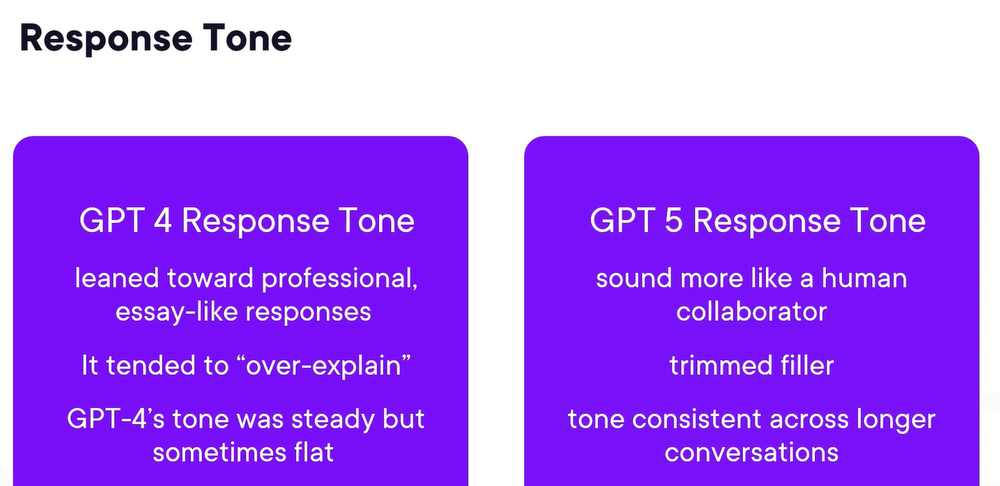 Response Tone
GPT 4 Response Tone
leaned toward professional,
essay-like responses
It tended to “over-explain”
GPT-4’s tone was steady but
sometimes flat
GPT 5 Response Tone
sound more like a human
collaborator
trimmed filler
tone consistent across longer
conversations